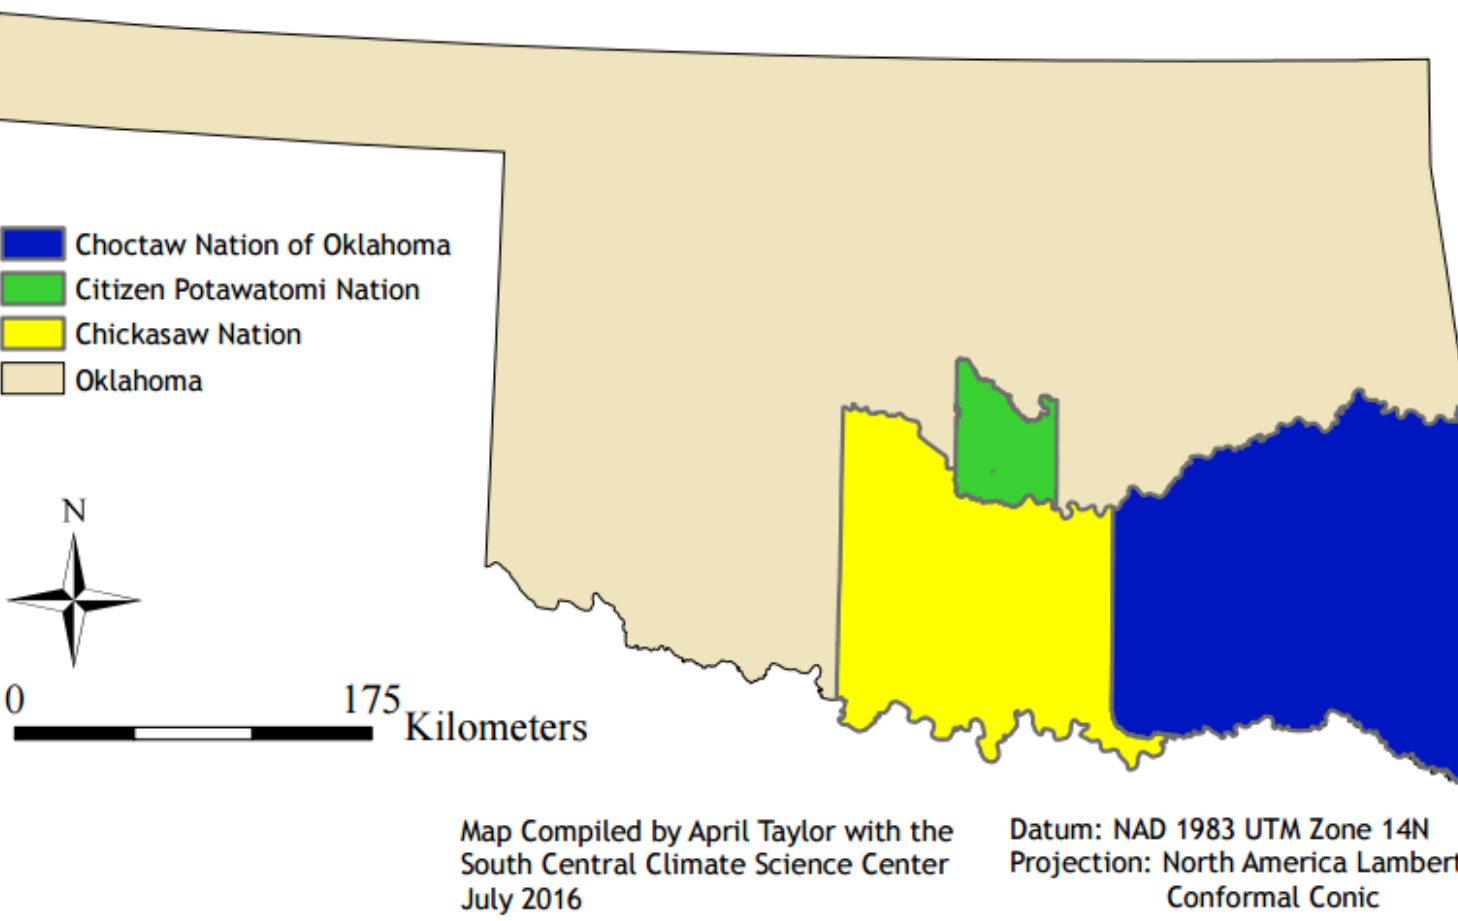 Choctaw Nation of Oklahoma
Citizen Potawatomi Nation
Chickasaw Nation
Oklahoma
N
0 175 Kilometers
Map Compiled by April Taylor with the
South Central Climate Science Center
July 2016
Datum: NAD 1983 UTM Zone 14N
Projection: North America Lambert
Conformal Conic